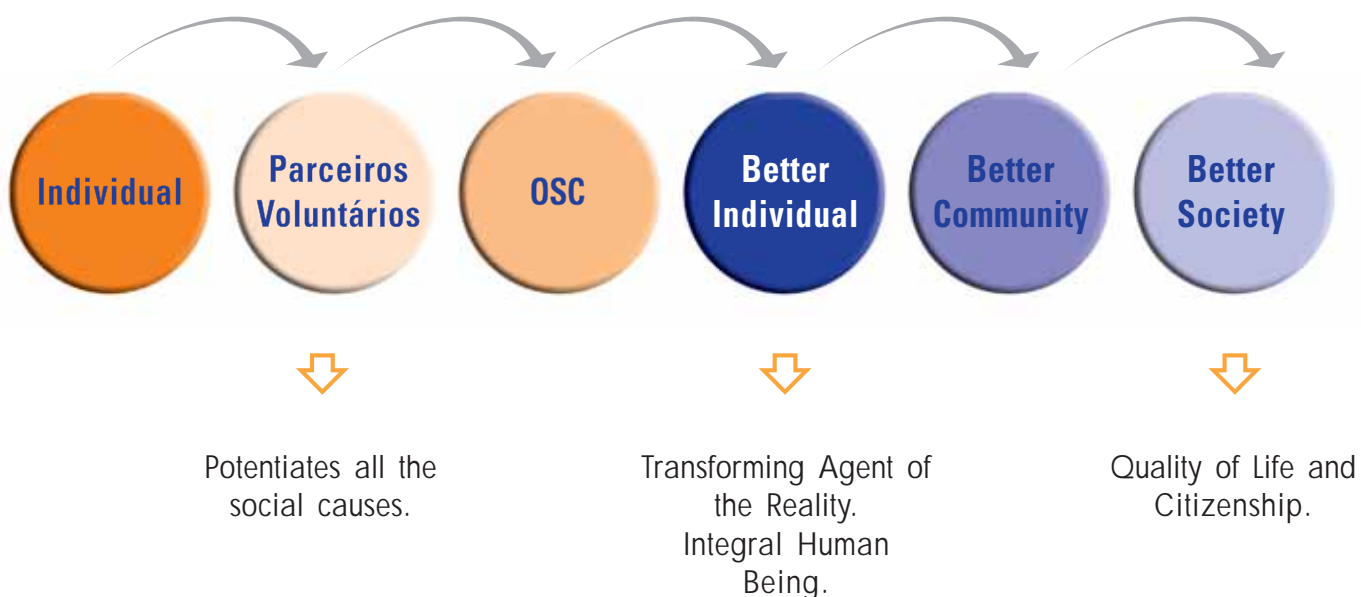 Individual
Parceiros
Voluntários
OSC
Better
Individual
Better
Community
Better
Society
Potentiates all the
social causes.
Transforming Agent of
the Reality.
Integral Human
Being.
Quality of Life and
Citizenship.